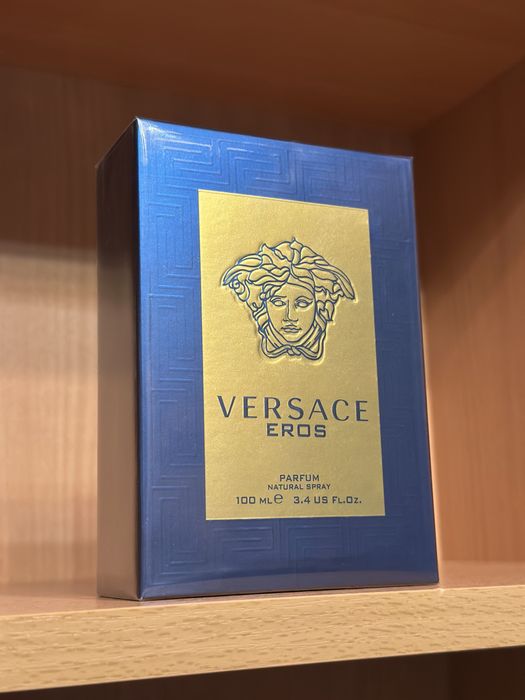 VERSACE
EROS
PARFUM
NATURAL SPRAY
100 ML℮ 3.4 US FL.OZ.